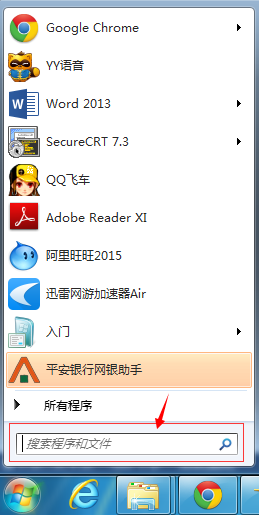 Google Chrome
YY语音
Word 2013
SecureCRT 7.3
QQ飞车
Adobe Reader XI
阿里旺旺2015
迅雷网游加速器Air
入门
平安银行网银助手
所有程序
搜索程序和文件